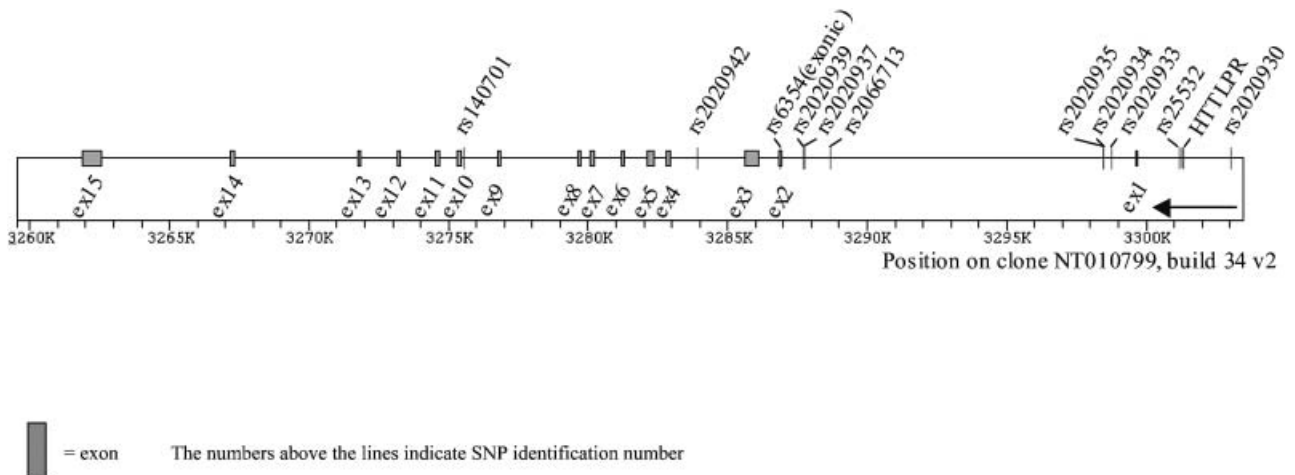 rs140701
rs2020942
rs6354(exonic )
rs2020939
rs2020937
rs2066713
rs2020935
rs2020934
rs2020933
rs25532
HTTLPR
rs2020930
ex15
ex14
ex13
ex12
ex11
ex10
ex9
ex8
ex7
ex6
ex5
ex4
ex3
ex2
ex1
3260K
3265K
3270K
3275K
3280K
3285K
3290K
3295K
3300K
Position on clone NT010799, build 34 v2
= exon
The numbers above the lines indicate SNP identification number